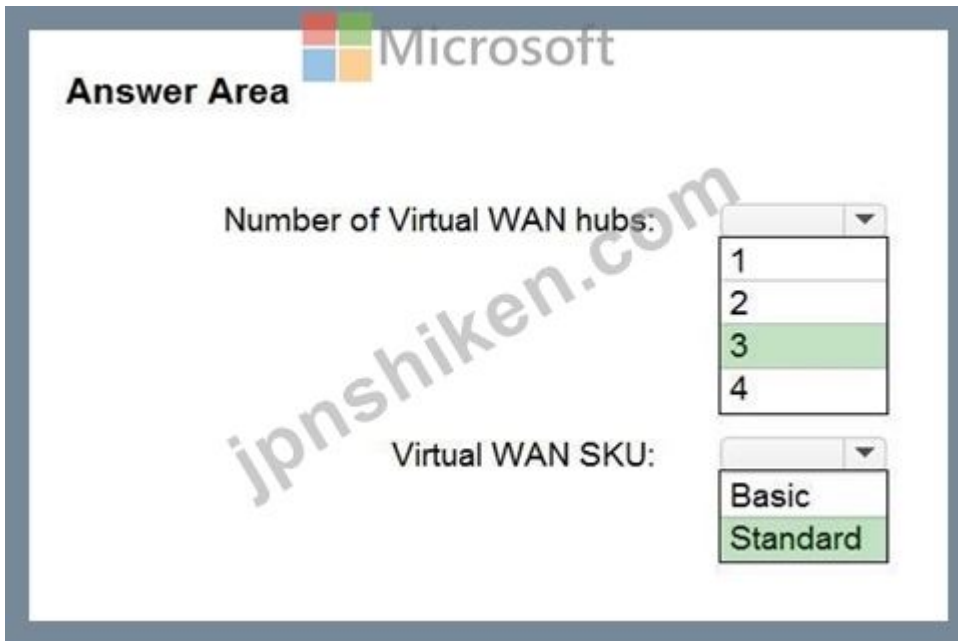 Microsoft
Answer Area
Number of Virtual WAN hubs:
1
2
3
4
jpnshiken.com
Virtual WAN SKU:
Basic
Standard